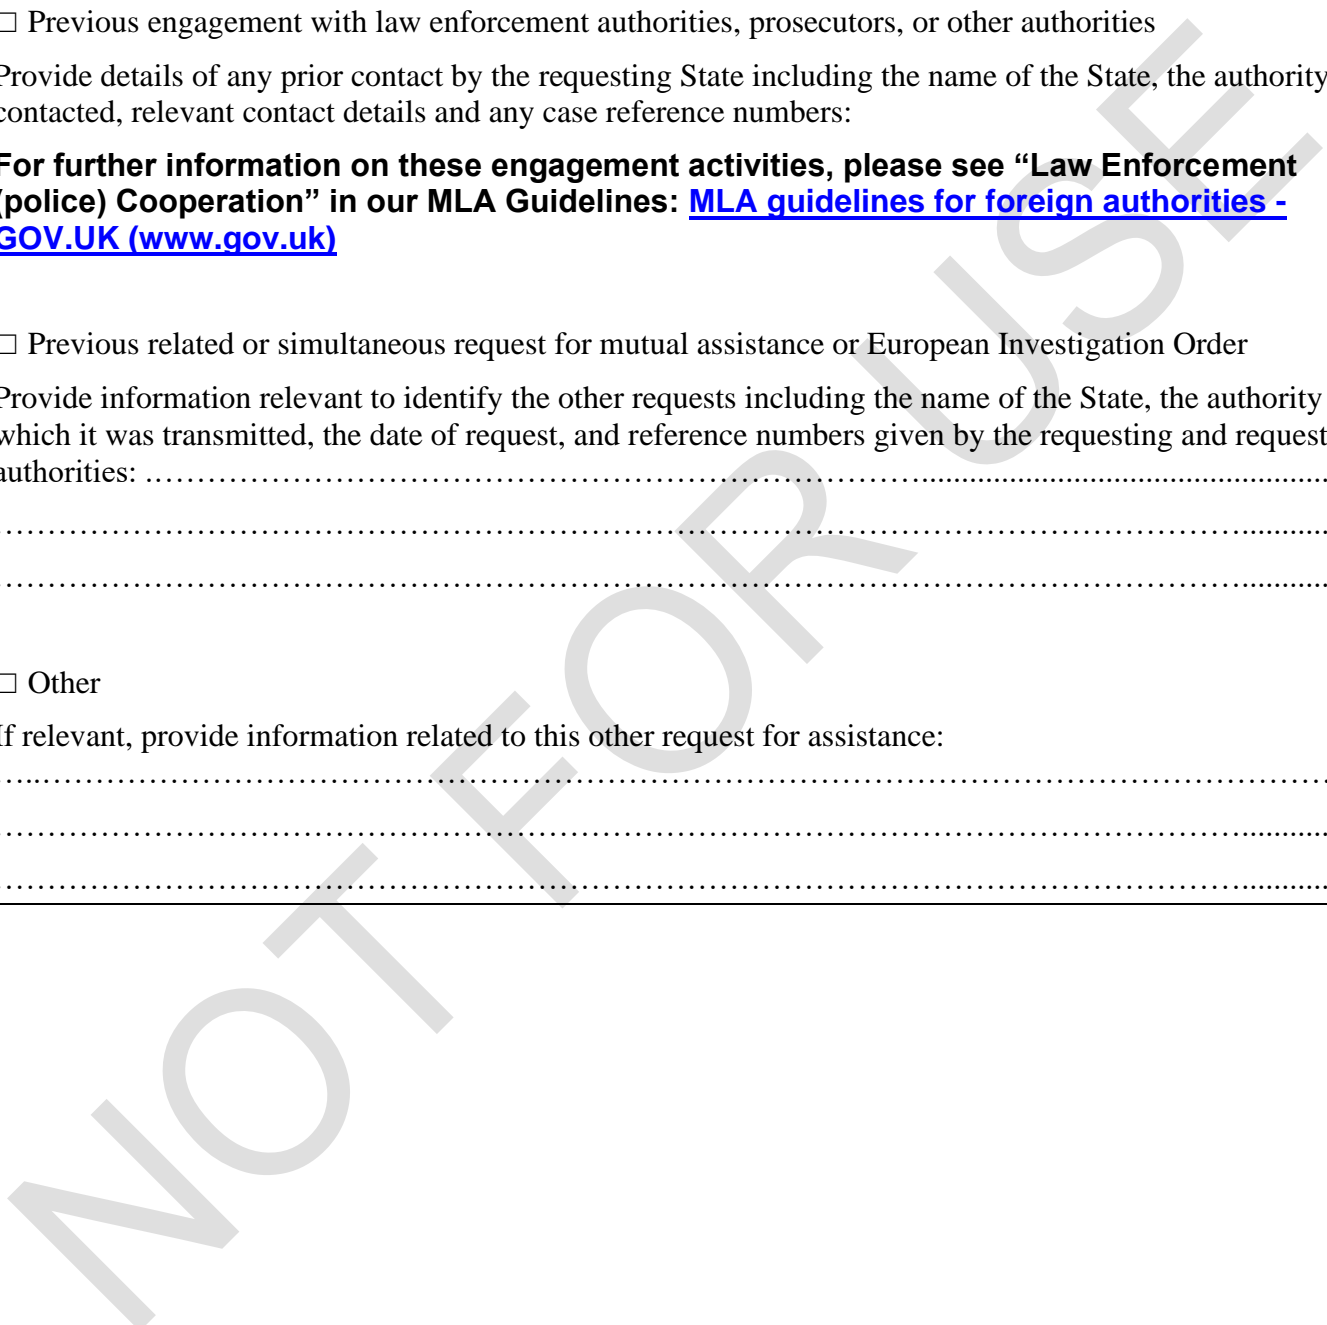 □ Previous engagement with law enforcement authorities, prosecutors, or other authorities
Provide details of any prior contact by the requesting State including the name of the State, the authority
contacted, relevant contact details and any case reference numbers:
For further information on these engagement activities, please see “Law Enforcement
(police) Cooperation” in our MLA Guidelines: MLA guidelines for foreign authorities -
GOV.UK (www.gov.uk)
□ Previous related or simultaneous request for mutual assistance or European Investigation Order
Provide information relevant to identify the other requests including the name of the State, the authority
which it was transmitted, the date of request, and reference numbers given by the requesting and request
authorities: ……………………………………………………………………......................................................
……………………………………………………………………………………………………………...........
……………………………………………………………………………………………………………...........
□ Other
If relevant, provide information related to this other request for assistance:
…..……………………………………………………………………………………………………………………
……………………………………………………………………………………………………………...........
……………………………………………………………………………………………………………...........
NOT FOR USE